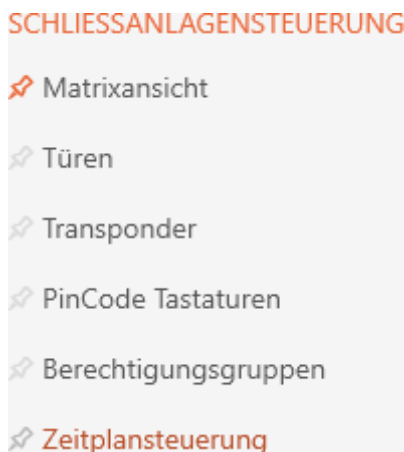 SCHLIESSANLAGENSTEUERUNG
Matrixansicht
Türen
Transponder
PinCode Tastaturen
Berechtigungsgruppen
Zeitplansteuerung